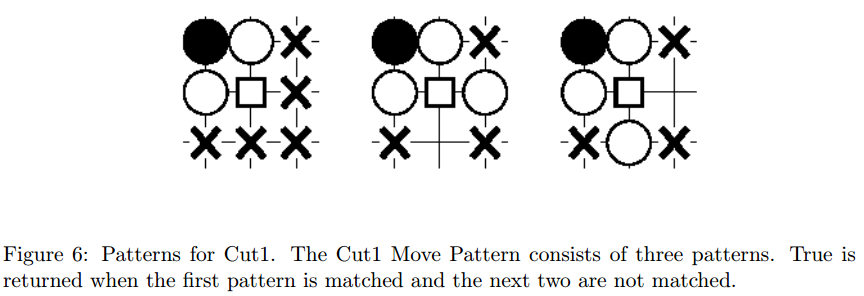 Figure 6: Patterns for Cut1. The Cut1 Move Pattern consists of three patterns. True is
returned when the first pattern is matched and the next two are not matched.